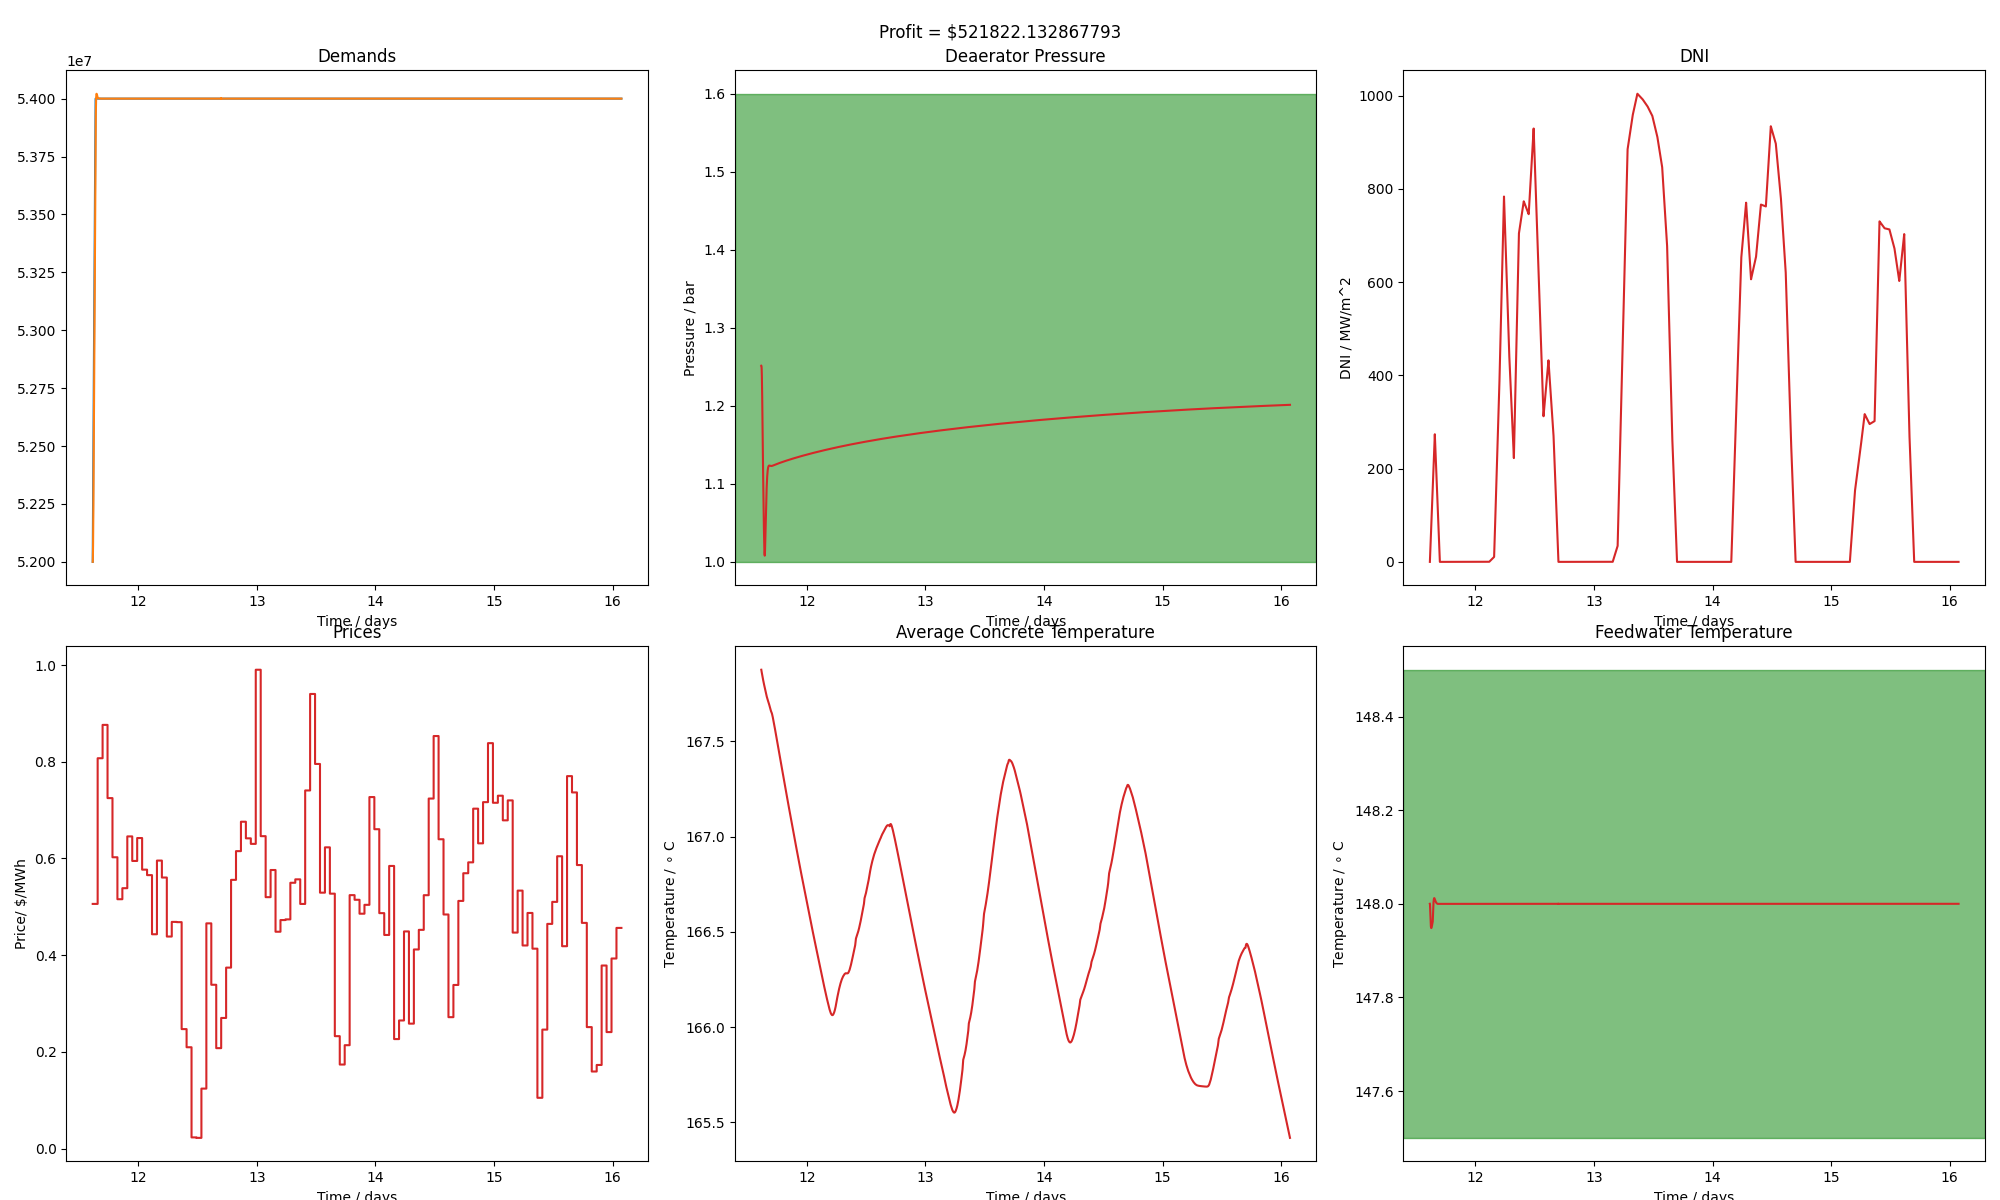 Profit = $521822.132867793
Demands
1e7
5.400
5.375
5.350
5.325
5.300
5.275
5.250
5.225
5.200
12 13 14 15 16
Time / days
Deaerator Pressure
Pressure / bar
1.6
1.5
1.4
1.3
1.2
1.1
1.0
12 13 14 15 16
Time / days
DNI
DNI / MW/m^2
1000
800
600
400
200
0
12 13 14 15 16
Time / days
Prices
Price/ $/MWh
1.0
0.8
0.6
0.4
0.2
0.0
12 13 14 15 16
Time / days
Average Concrete Temperature
Temperature / ∘ C
167.5
167.0
166.5
166.0
165.5
12 13 14 15 16
Time / days
Feedwater Temperature
Temperature / ∘ C
148.4
148.2
148.0
147.8
147.6
12 13 14 15 16
Time / days